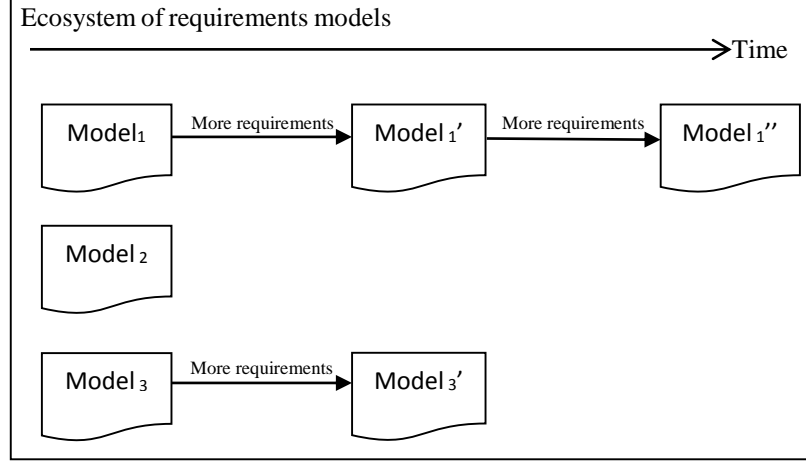 Ecosystem of requirements models
Time
Model₁ More requirements Model ₁’ More requirements Model ₁’’
Model ₂
Model ₃ More requirements Model ₃’